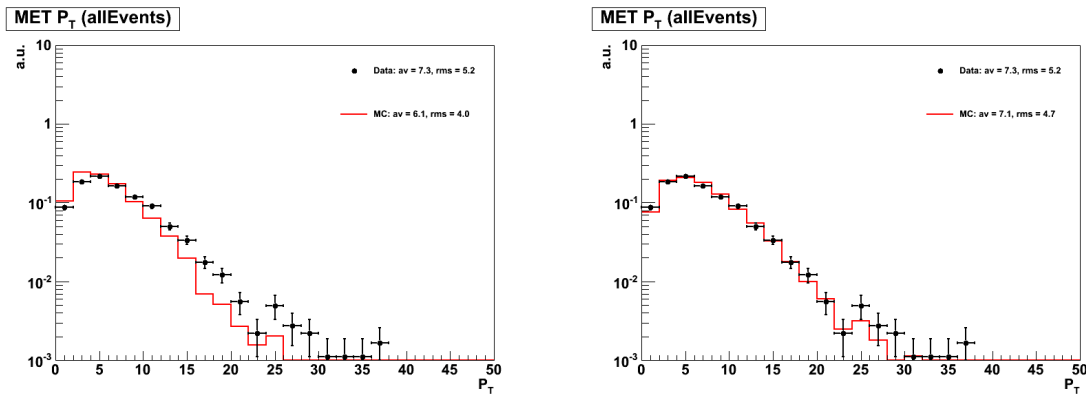 MET P_T (allEvents)
a.u.
10
1
10^-1
10^-2
10^-3
Data: av = 7.3, rms = 5.2
MC: av = 6.1, rms = 4.0
0 5 10 15 20 25 30 35 40 45 50
P_T
MET P_T (allEvents)
a.u.
10
1
10^-1
10^-2
10^-3
Data: av = 7.3, rms = 5.2
MC: av = 7.1, rms = 4.7
0 5 10 15 20 25 30 35 40 45 50
P_T